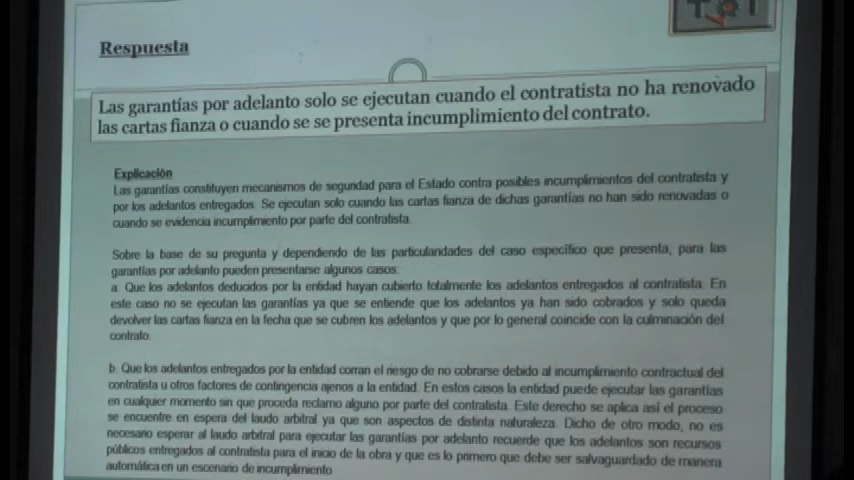 Respuesta
Las garantías por adelanto solo se ejecutan cuando el contratista no ha renovado
las cartas fianza o cuando se se presenta incumplimiento del contrato.
Explicación
Las garantías constituyen mecanismos de seguridad para el Estado contra posibles incumplimientos del contratista y
por los adelantos entregados. Se ejecutan solo cuando las cartas fianza de dichas garantías no han sido renovadas o
cuando se evidencia incumplimiento por parte del contratista.
Sobre la base de su pregunta y dependiendo de las particularidades del caso específico que presenta, para las
garantías por adelanto pueden presentarse algunos casos:
a. Que los adelantos deducidos por la entidad hayan cubierto totalmente los adelantos entregados al contratista. En
este caso no se ejecutan las garantías ya que se entiende que los adelantos ya han sido cobrados y solo queda
devolver las cartas fianza en la fecha que se cubren los adelantos y que por lo general coincide con la culminación del
contrato.
b. Que los adelantos entregados por la entidad corran el riesgo de no cobrarse debido al incumplimiento contractual del
contratista u otros factores de contingencia ajenos a la entidad. En estos casos la entidad puede ejecutar las garantías
en cualquier momento sin que proceda reclamo alguno por parte del contratista. Este derecho se aplica así el proceso
se encuentre en espera del laudo arbitral ya que son aspectos de distinta naturaleza. Dicho de otro modo, no es
necesario esperar al laudo arbitral para ejecutar las garantías por adelanto recuerde que los adelantos son recursos
públicos entregados al contratista para el inicio de la obra y que es lo primero que debe ser salvaguardado de manera
automática en un escenario de incumplimiento